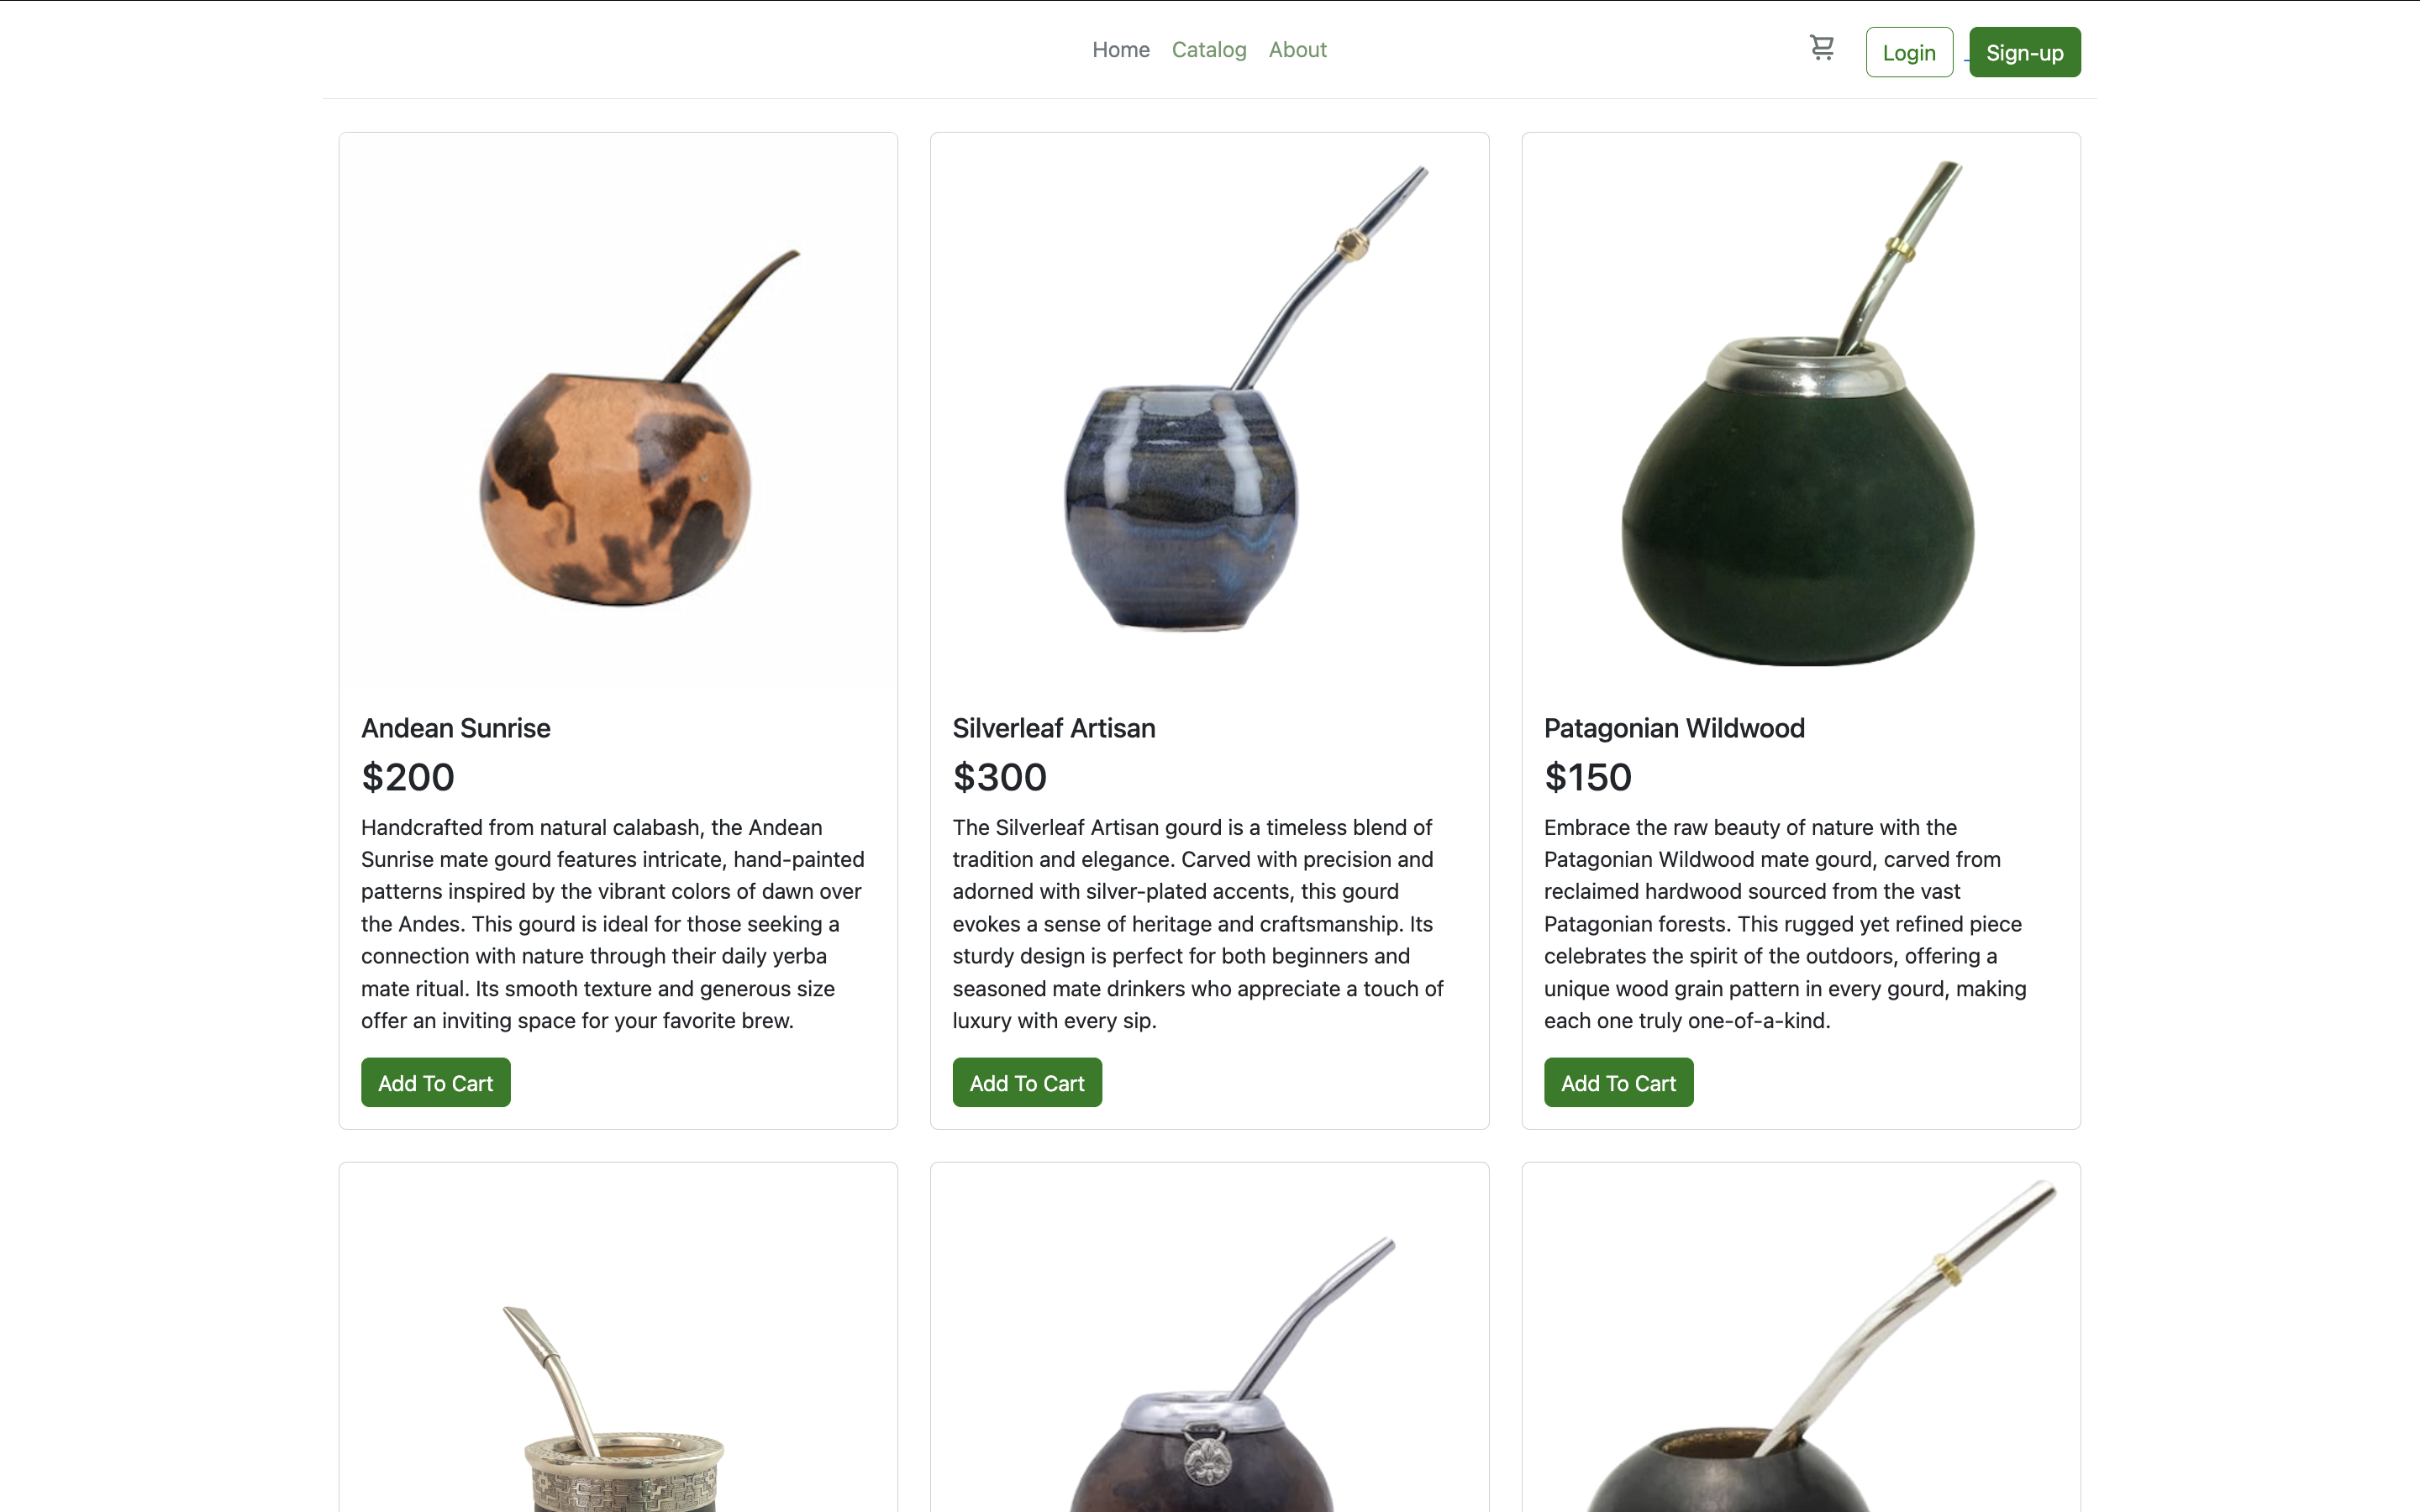 Home Catalog About Login Sign-up
Andean Sunrise
$200
Handcrafted from natural calabash, the Andean
Sunrise mate gourd features intricate, hand-painted
patterns inspired by the vibrant colors of dawn over
the Andes. This gourd is ideal for those seeking a
connection with nature through their daily yerba
mate ritual. Its smooth texture and generous size
offer an inviting space for your favorite brew.
Add To Cart
Silverleaf Artisan
$300
The Silverleaf Artisan gourd is a timeless blend of
tradition and elegance. Carved with precision and
adorned with silver-plated accents, this gourd
evokes a sense of heritage and craftsmanship. Its
sturdy design is perfect for both beginners and
seasoned mate drinkers who appreciate a touch of
luxury with every sip.
Add To Cart
Patagonian Wildwood
$150
Embrace the raw beauty of nature with the
Patagonian Wildwood mate gourd, carved from
reclaimed hardwood sourced from the vast
Patagonian forests. This rugged yet refined piece
celebrates the spirit of the outdoors, offering a
unique wood grain pattern in every gourd, making
each one truly one-of-a-kind.
Add To Cart